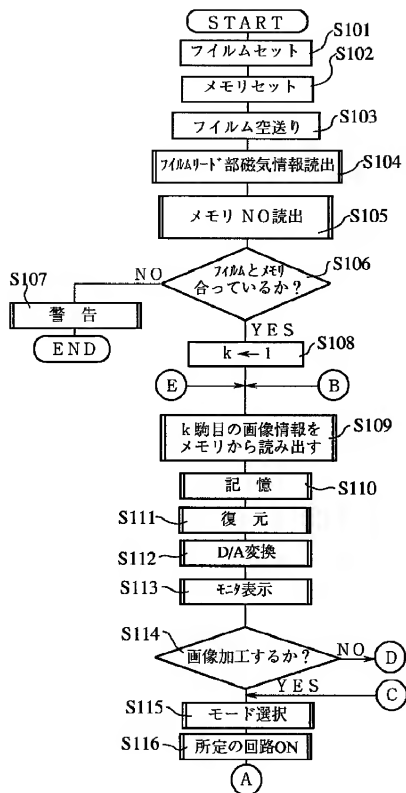 START
フイルムセット S101
メモリセット S102
フイルム空送り S103
フイルムリード部磁気情報読出 S104
メモリNO読出 S105
フイルムとメモリ
合っているか? S106
NO
S107
警告
END
YES
k ← 1 S108
E
B
k駒目の画像情報を
メモリから読み出す S109
記憶 S110
S111 復元
S112 D/A変換
S113 モニタ表示
S114 画像加工するか?
NO D
YES C
S115 モード選択
S116 所定の回路ON
A